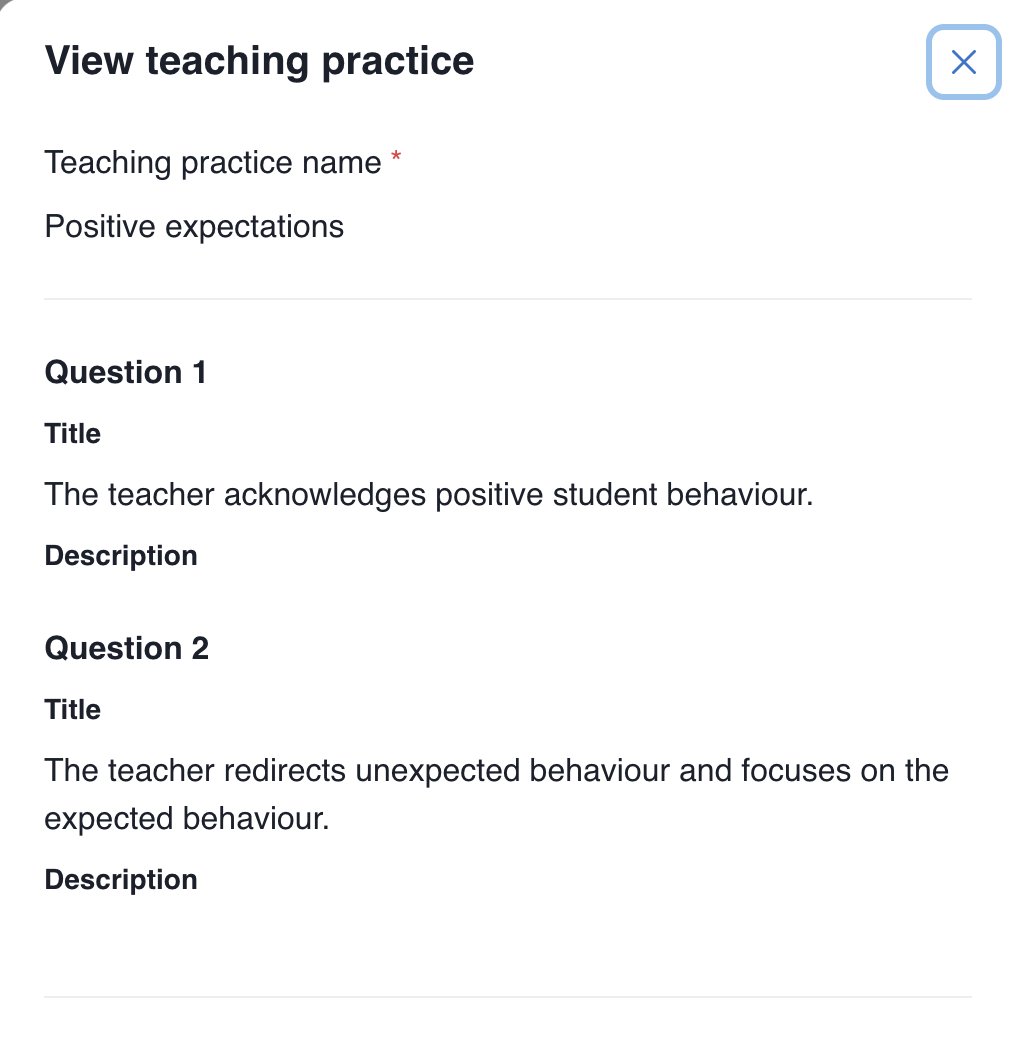 View teaching practice
Teaching practice name *
Positive expectations
Question 1
Title
The teacher acknowledges positive student behaviour.
Description
Question 2
Title
The teacher redirects unexpected behaviour and focuses on the
expected behaviour.
Description